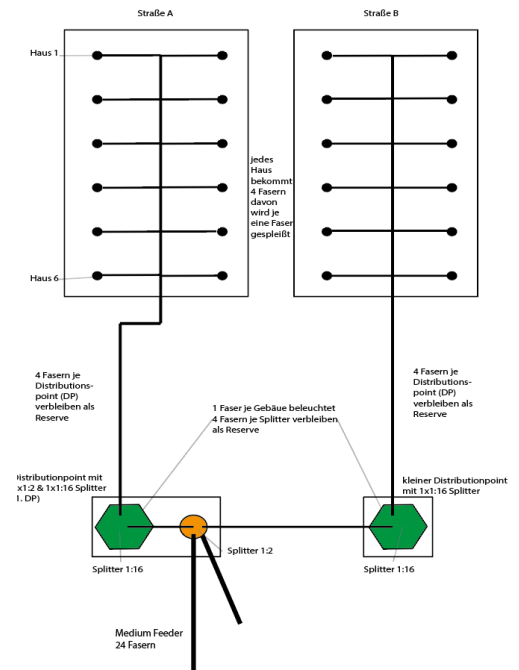 Straße A
Straße B
Haus 1
jedes
Haus
bekommt
4 Fasern
davon
wird je
eine Faser
gespleißt
Haus 6
4 Fasern je
Distributions-
point (DP)
verbleiben als
Reserve
4 Fasern je
Distributions-
point (DP)
verbleiben als
Reserve
1 Faser je Gebäue beleuchtet
4 Fasern je Splitter verbleiben
als Reserve
istributionpoint mit
x1:2 & 1x1:16 Splitter
. DP)
kleiner Distributionpoint
mit 1x1:16 Splitter
Splitter 1:2
Splitter 1:16
Splitter 1:16
Medium Feeder
24 Fasern